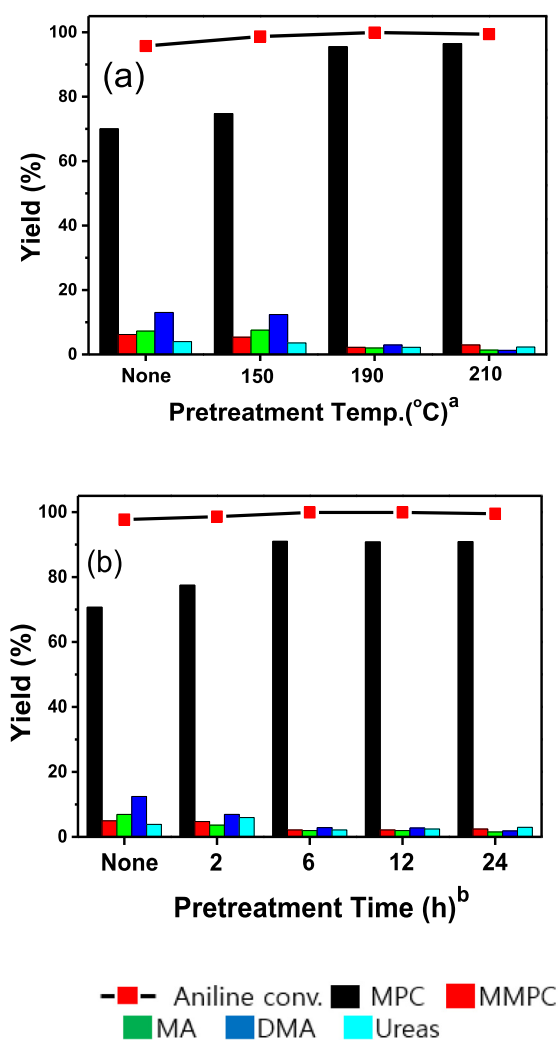 100
80
60
40
20
0
Yield (%)
(a)
None 150 190 210
Pretreatment Temp.(°C)a
100
80
60
40
20
0
Yield (%)
(b)
None 2 6 12 24
Pretreatment Time (h)b
Aniline conv. MPC MMPC
MA DMA Ureas